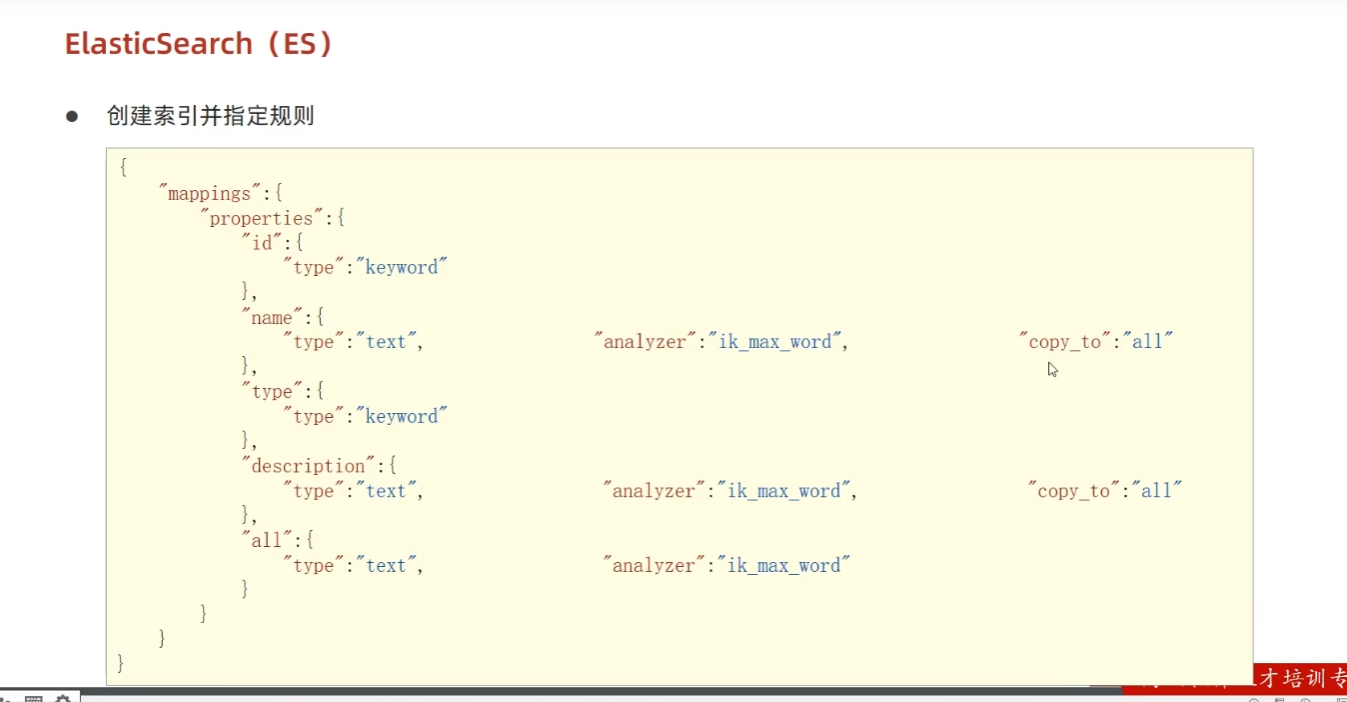 ElasticSearch（ES）
● 创建索引并指定规则
{
"mappings":{
"properties":{
"id":{
"type":"keyword"
},
"name":{
"type":"text", "analyzer":"ik_max_word", "copy_to":"all"
},
"type":{
"type":"keyword"
},
"description":{
"type":"text", "analyzer":"ik_max_word", "copy_to":"all"
},
"all":{
"type":"text", "analyzer":"ik_max_word"
}
}
}
}
才培训专